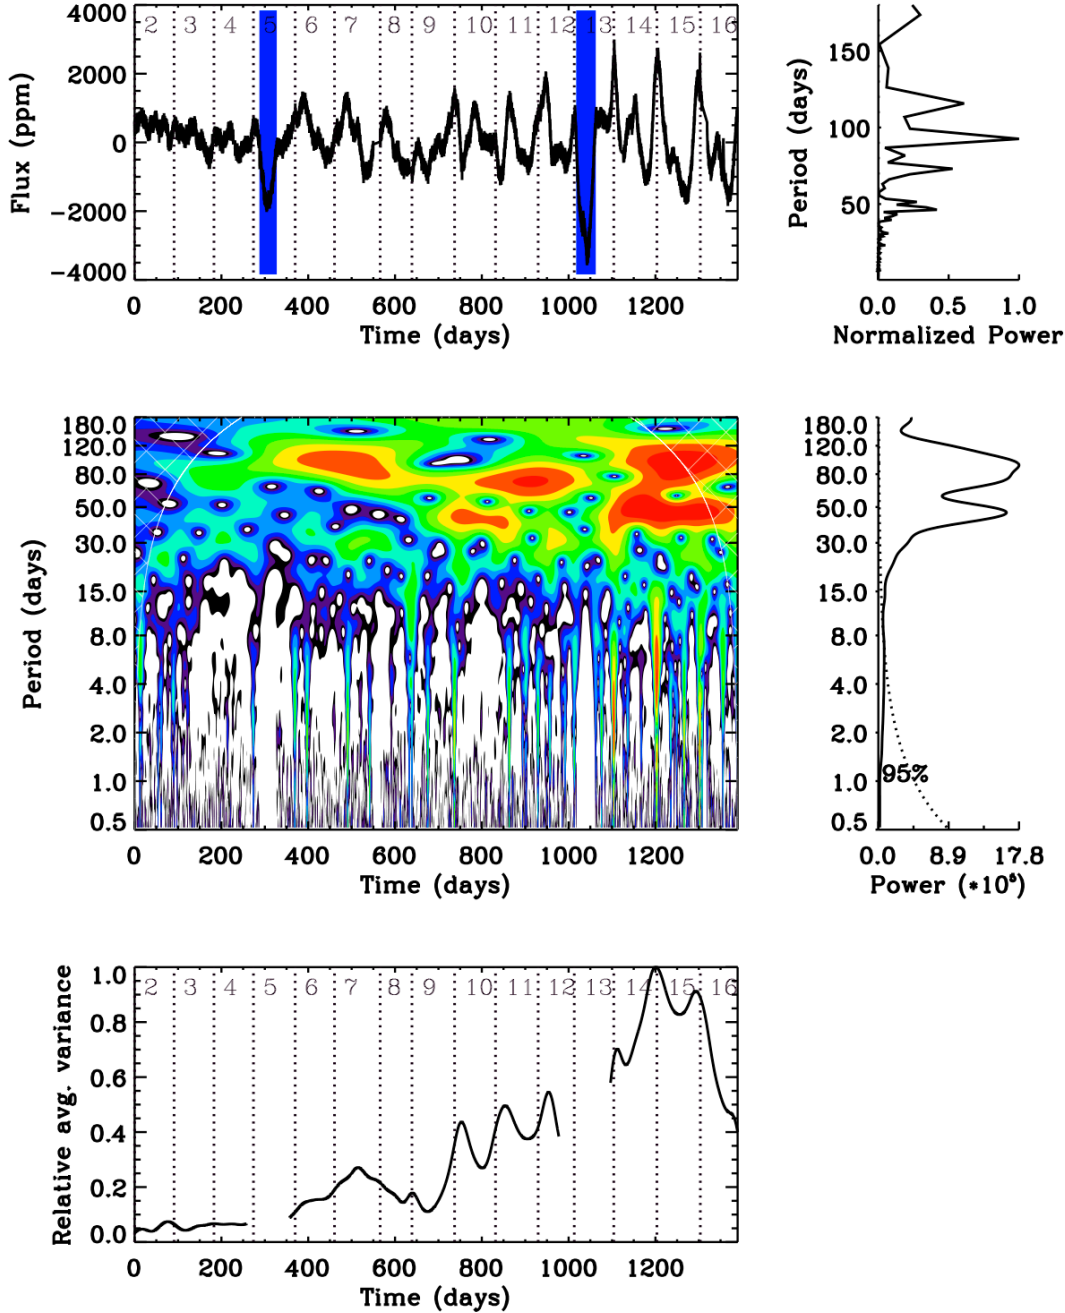 2 3 4 5 6 7 8 9 10 11 12 13 14 15 16
Flux (ppm)
2000
0
−2000
−4000
0 200 400 600 800 1000 1200
Time (days)
Period (days)
150
100
50
0.0 0.5 1.0
Normalized Power
Period (days)
180.0
120.0
80.0
50.0
30.0
15.0
8.0
4.0
2.0
1.0
0.5
0 200 400 600 800 1000 1200
Time (days)
180.0
120.0
80.0
50.0
30.0
15.0
8.0
4.0
2.0
1.0
0.5
95%
0.0 8.9 17.8

2 3 4 5 6 7 8 9 10 11 12 13 14 15 16
Relative avg. variance
1.0
0.8
0.6
0.4
0.2
0.0
0 200 400 600 800 1000 1200
Time (days)